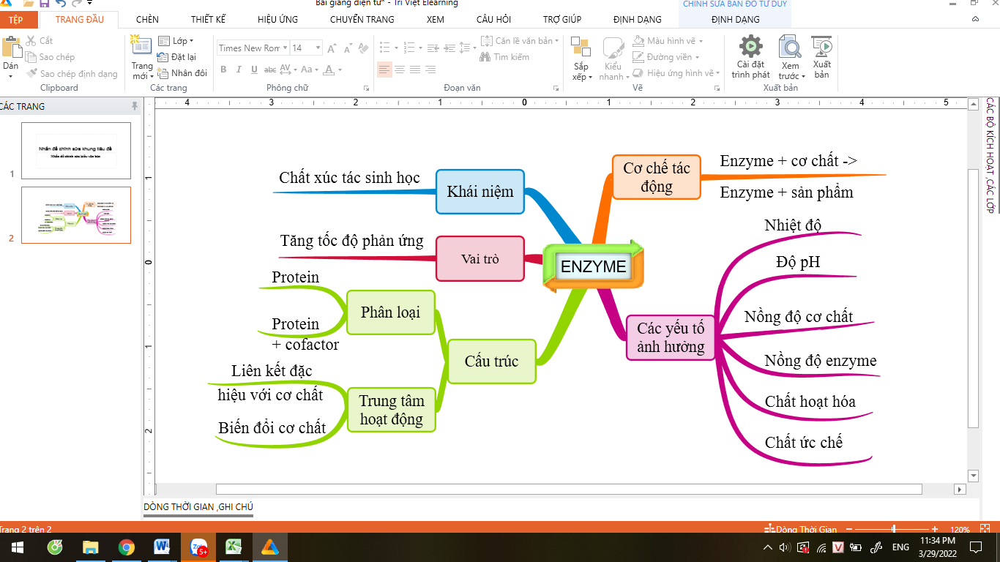 Bài giảng điện tử* - Trí Việt Elearning
CHỈNH SỬA BẢN ĐỒ TƯ DUY
TỆP
TRANG ĐẦU
CHÈN
THIẾT KẾ
HIỆU ỨNG
CHUYỂN TRANG
XEM
CÂU HỎI
TRỢ GIÚP
ĐỊNH DẠNG
ĐỊNH DẠNG
Dán
Cắt
Sao chép
Sao chép định dạng
Clipboard
Trang mới
Lớp
Đặt lại
Nhân đôi
Các trang
Times New Rom
14
B I U abc AV Aa A
Phông chữ
Căn lề văn bản
Tìm kiếm
Đoạn văn
Sắp xếp
Kiểu nhanh
Màu hình vẽ
Đường viền
Hiệu ứng hình vẽ
Vẽ
Cài đặt
trình phát
Xem
trước
Xuất
bản
Xuất bản
CÁC TRANG
4 3 2 1 0 1 2 3 4 5
1
0
1
2
1
Nhấn để chỉnh sửa khung tiêu đề
Nhấn để chỉnh sửa kiểu văn bản
2
Chất xúc tác sinh học
Khái niệm
Tăng tốc độ phản ứng
Vai trò
Protein
Protein
+ cofactor
Phân loại
Cấu trúc
Liên kết đặc
hiệu với cơ chất
Biến đổi cơ chất
Trung tâm
hoạt động
ENZYME
Cơ chế tác
động
Enzyme + cơ chất ->
Enzyme + sản phẩm
Các yếu tố
ảnh hưởng
Nhiệt độ
Độ pH
Nồng độ cơ chất
Nồng độ enzyme
Chất hoạt hóa
Chất ức chế
CÁC BỘ KÍCH HOẠT ,CÁC LỚP
DÒNG THỜI GIAN ,GHI CHÚ
Trang 2 trên 2
Dòng Thời Gian
120%
5+
ENG
11:34 PM
3/29/2022